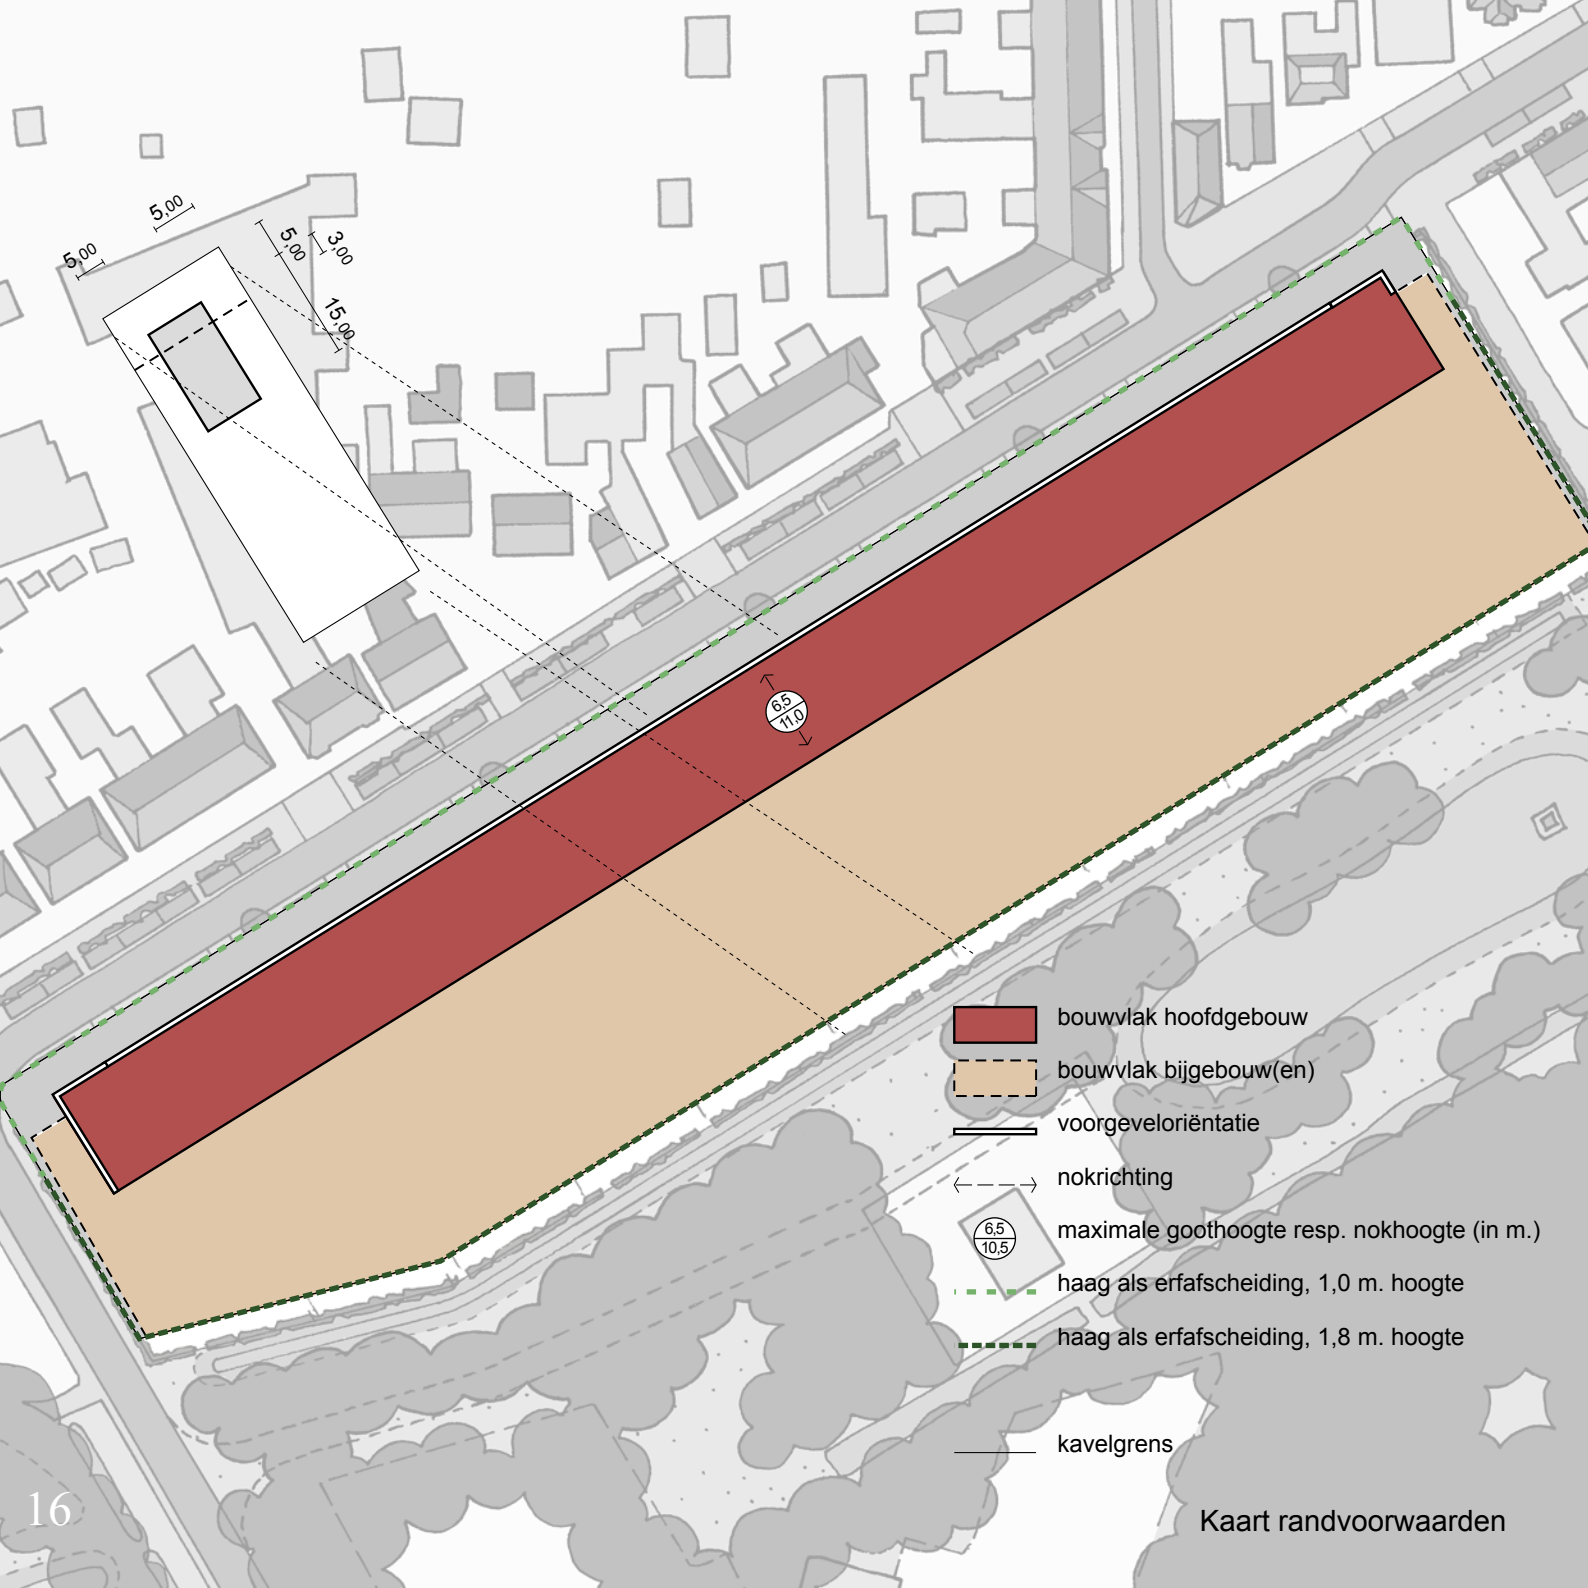 5,00
5,00
5,00
3,00
15,00
6,5
11,0
bouwvlak hoofdgebouw
bouwvlak bijgebouw(en)
voorgeveloriëntatie
nokrichting
6,5
10,5
maximale goothoogte resp. nokhoogte (in m.)
haag als erfafscheiding, 1,0 m. hoogte
haag als erfafscheiding, 1,8 m. hoogte
kavelgrens
16
Kaart randvoorwaarden